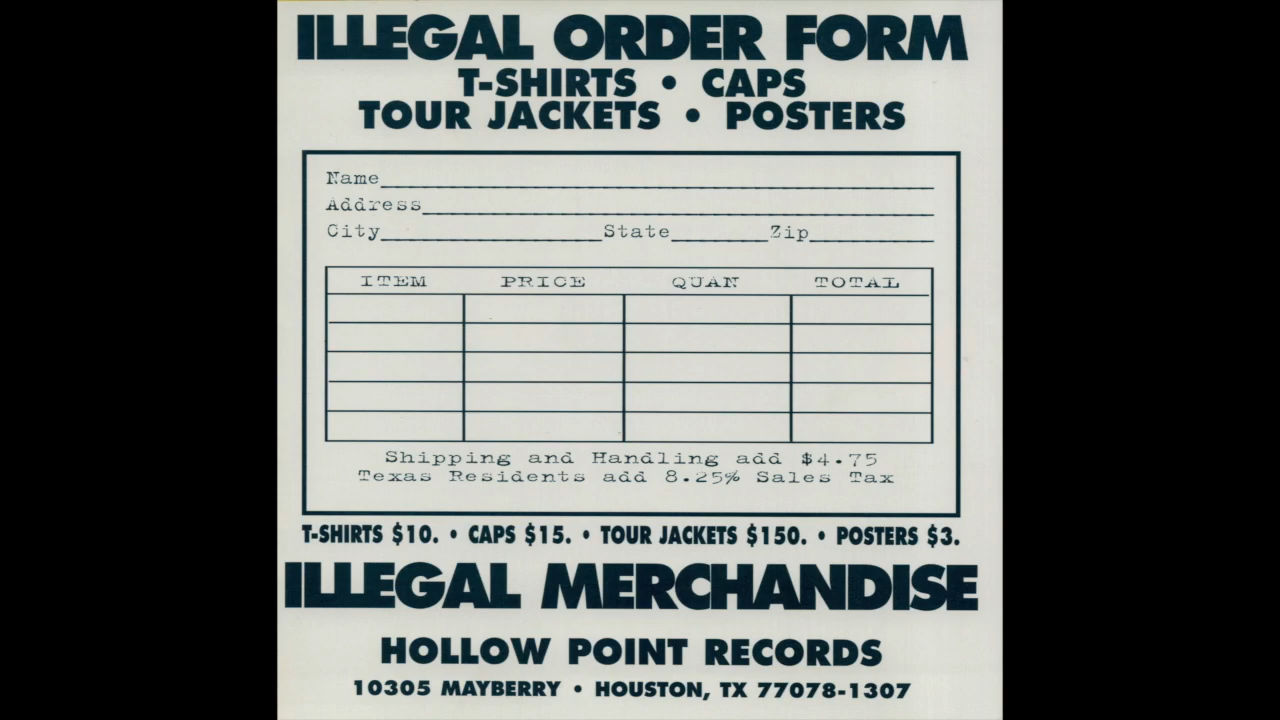 ILLEGAL ORDER FORM
T-SHIRTS • CAPS
TOUR JACKETS • POSTERS
Name
Address
City State Zip
ITEM PRICE QUAN TOTAL
Shipping and Handling add $4.75
Texas Residents add 8.25% Sales Tax
T-SHIRTS $10. • CAPS $15. • TOUR JACKETS $150. • POSTERS $3.
ILLEGAL MERCHANDISE
HOLLOW POINT RECORDS
10305 MAYBERRY • HOUSTON, TX 77078-1307